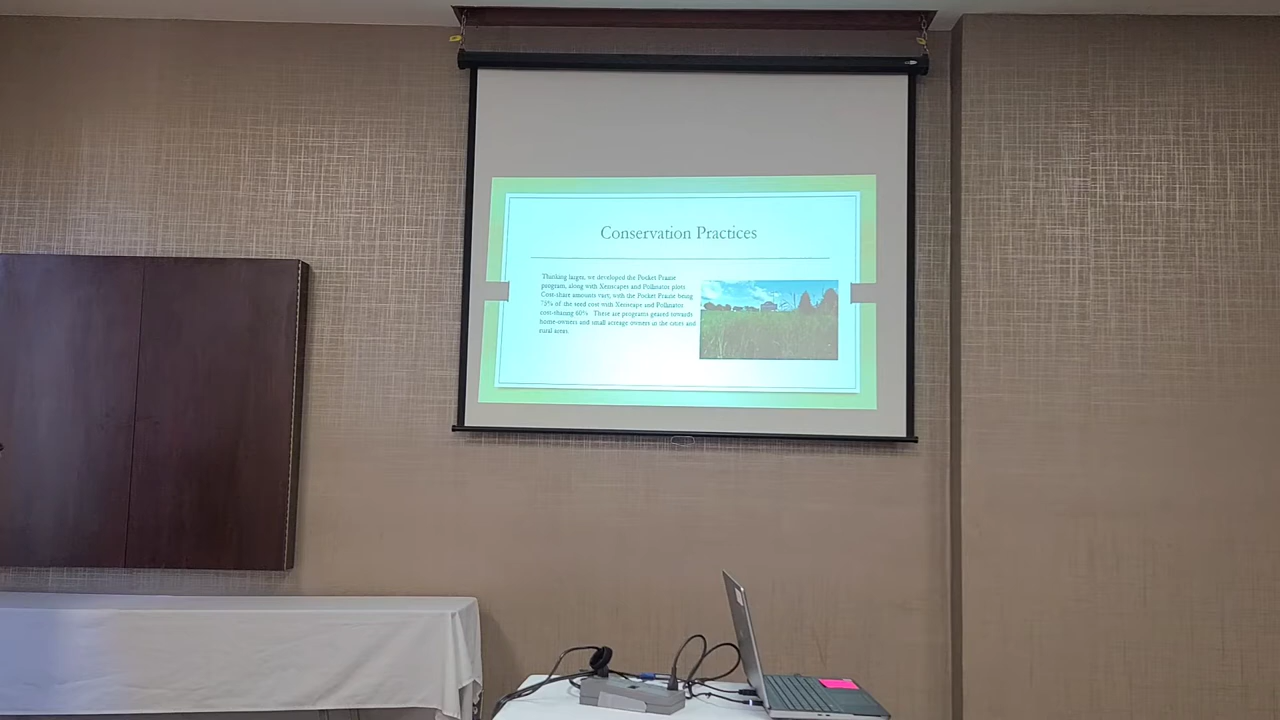 Conservation Practices
Thinking larger, we developed the Pocket Prairie
program, along with Xeriscapes and Pollinator plots
Cost-share amounts vary, with the Pocket Prairie being
75% of the seed cost with Xeriscape and Pollinator
cost-sharing 60% These are programs geared towards
home-owners and small acreage owners in the cities and
rural areas.